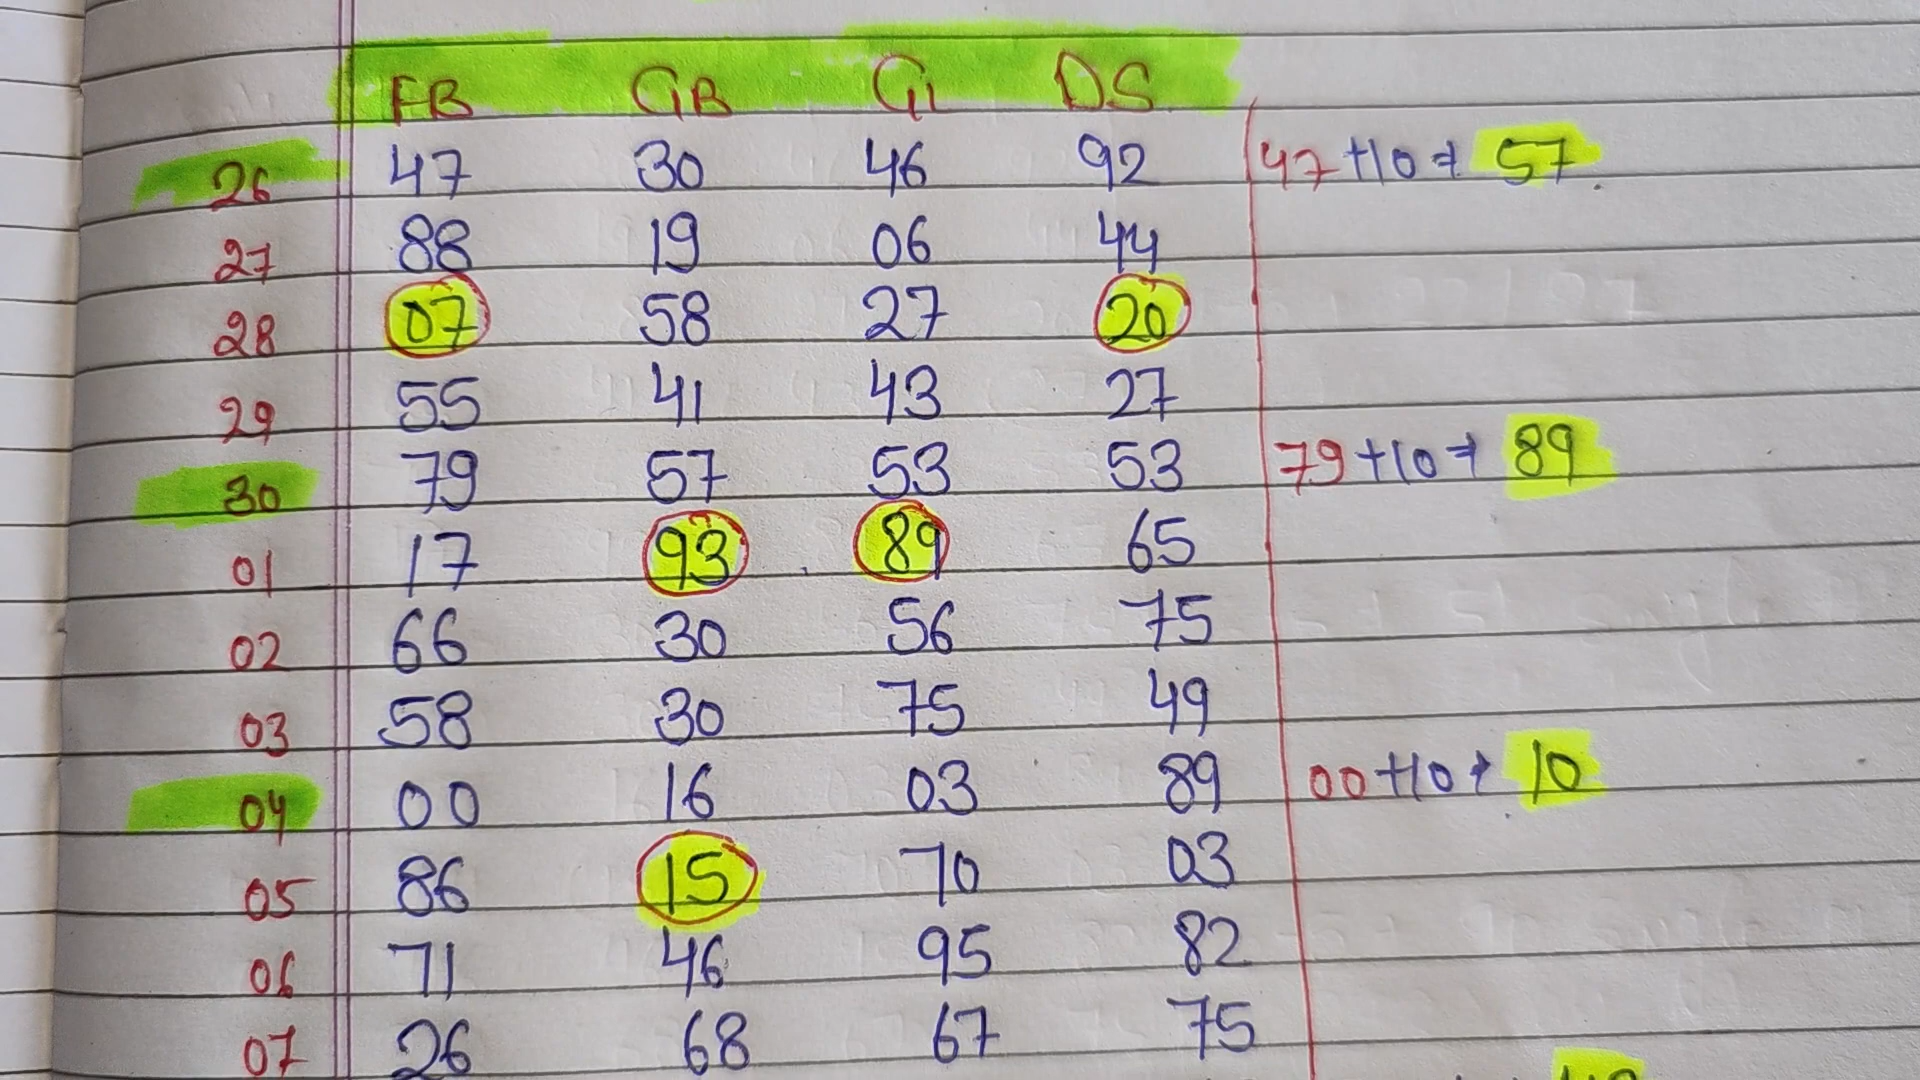 FB GB G1 DS
26 47 30 46 92 47+10→ 57
27 88 19 06 44
28 07 58 27 20
29 55 41 43 27
30 79 57 53 53 79+10→ 89
01 17 93 89 65
02 66 30 56 75
03 58 30 75 49
04 00 16 03 89 00+10→ 10
05 86 15 70 03
06 71 46 95 82
07 26 68 67 75